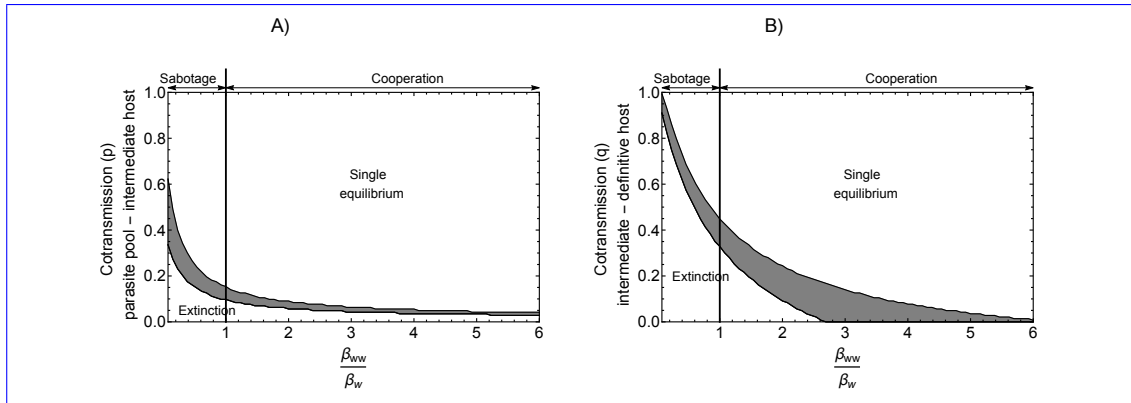 A)
Sabotage
Cooperation
Cotransmission (p)
parasite pool − intermediate host
1.0
0.8
0.6
0.4
0.2
0.0
Single
equilibrium
Extinction
1
2
3
4
5
6
βww
βw
B)
Sabotage
Cooperation
Cotransmission (q)
intermediate − definitive host
1.0
0.8
0.6
0.4
0.2
0.0
Single
equilibrium
Extinction
1
2
3
4
5
6
βww
βw